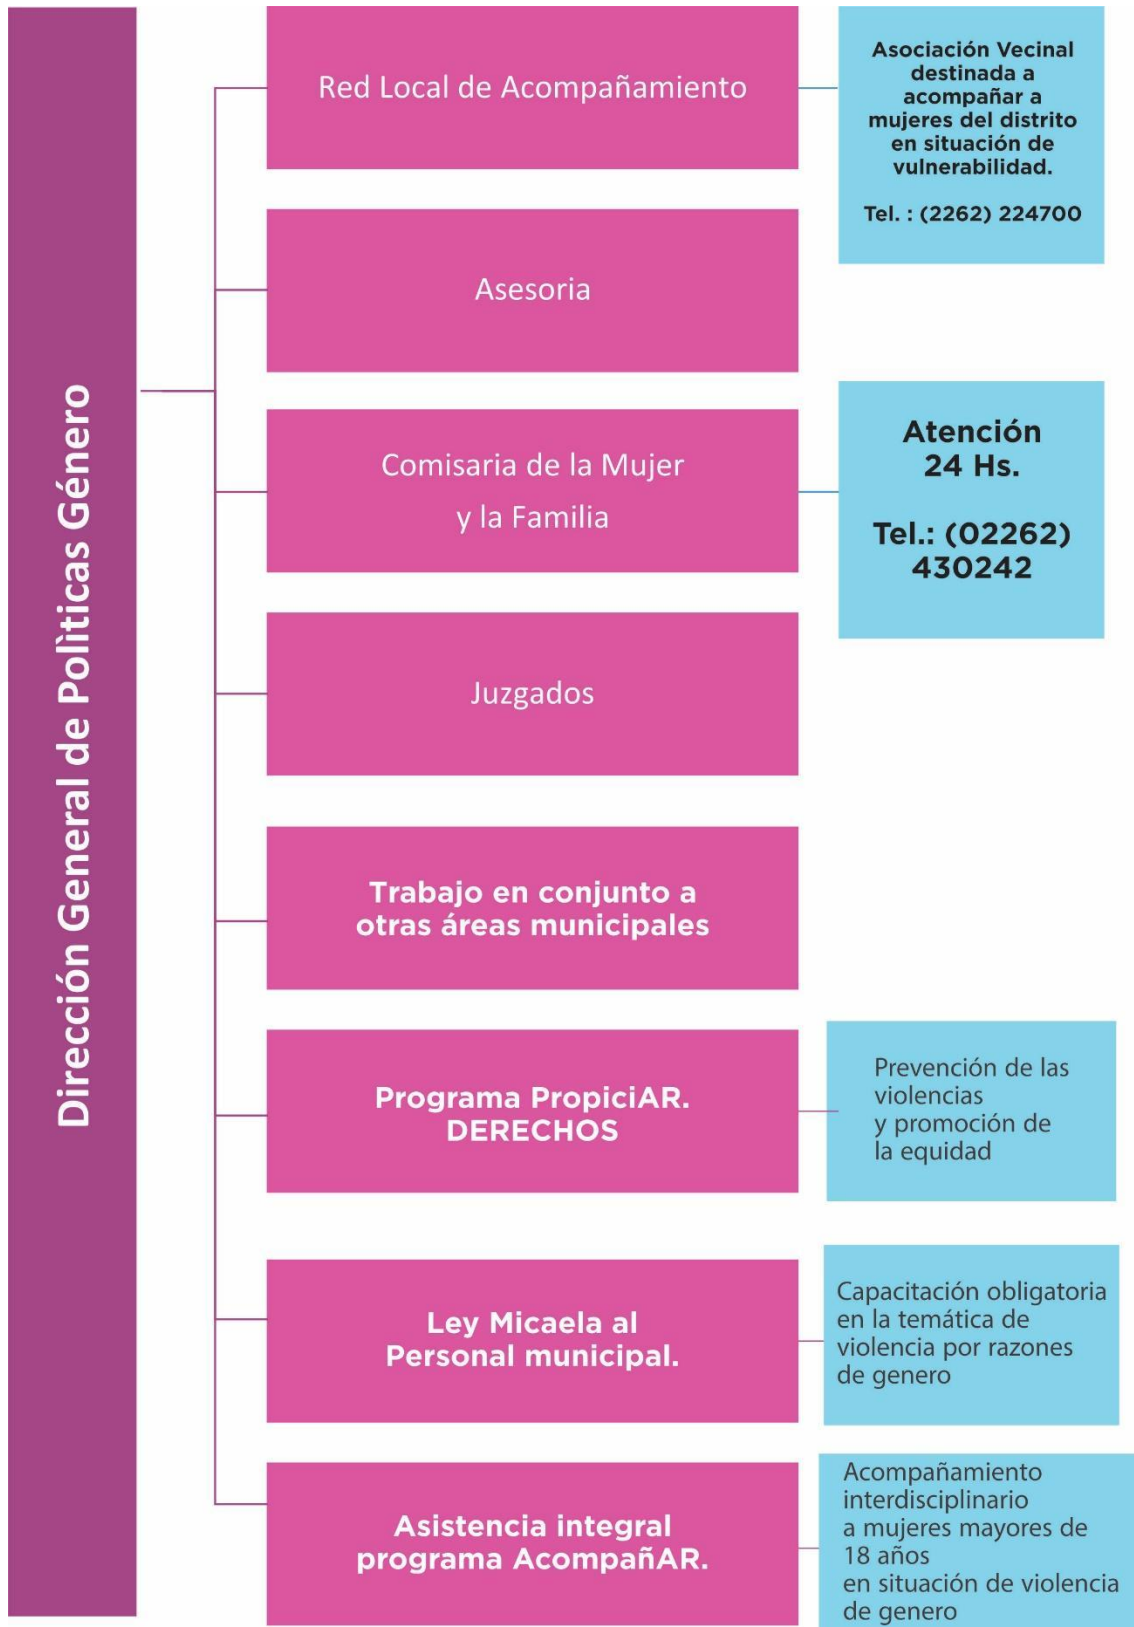 Dirección General de Polìticas Género
Red Local de Acompañamiento
Asociación Vecinal
destinada a
acompañar a
mujeres del distrito
en situación de
vulnerabilidad.
Tel. : (2262) 224700
Asesoria
Comisaria de la Mujer
y la Familia
Atención
24 Hs.
Tel.: (02262)
430242
Juzgados
Trabajo en conjunto a
otras áreas municipales
Programa PropiciAR.
DERECHOS
Prevención de las
violencias
y promoción de
la equidad
Ley Micaela al
Personal municipal.
Capacitación obligatoria
en la temática de
violencia por razones
de genero
Asistencia integral
programa AcompañAR.
Acompañamiento
interdisciplinario
a mujeres mayores de
18 años
en situación de violencia
de genero